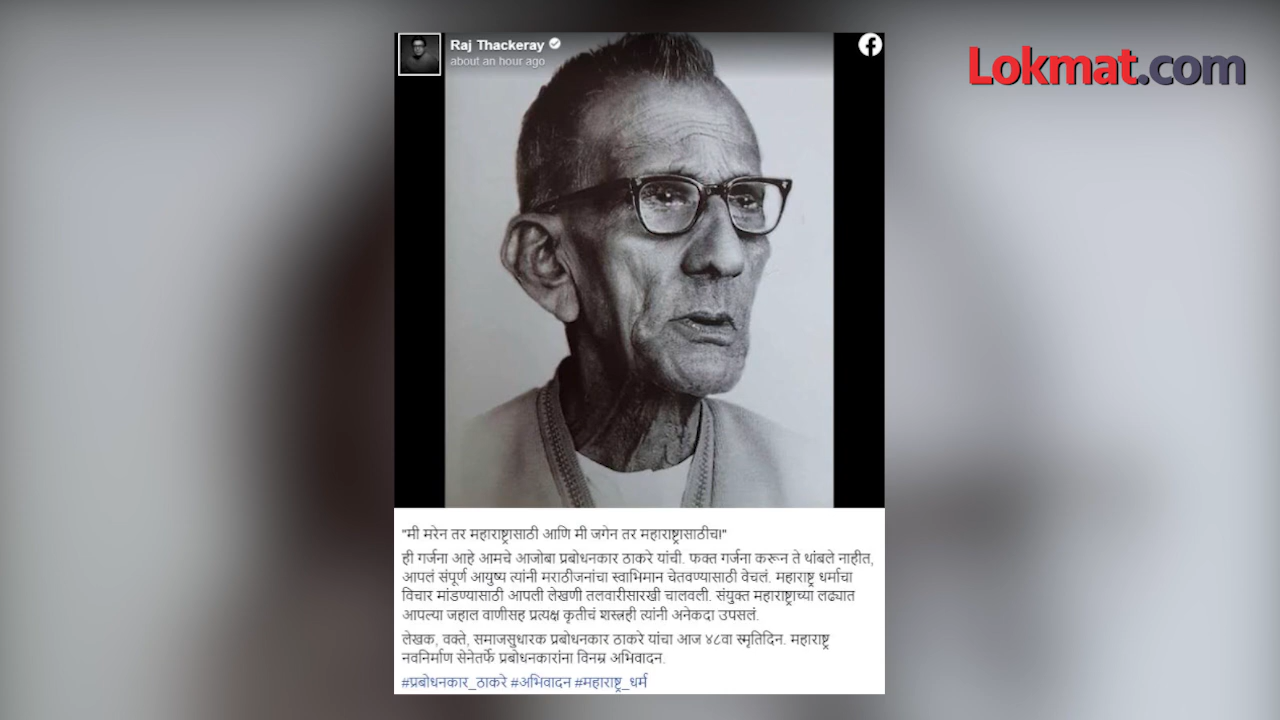 Raj Thackeray
about an hour ago
Lokmat.com
"मी मरेन तर महाराष्ट्रासाठी आणि मी जगेन तर महाराष्ट्रासाठीच।"
ही गर्जना आहे आमचे आजोबा प्रबोधनकार ठाकरे यांची. फक्त गर्जना करून ते थांबले नाहीत,
आपलं संपूर्ण आयुष्य त्यांनी मराठीजनांचा स्वाभिमान चेतवण्यासाठी वेचलं. महाराष्ट्र धर्माचा
विचार मांडण्यासाठी आपली लेखणी तलवारीसारखी चालवली. संयुक्त महाराष्ट्राच्या लढ्यात
आपल्या जहाल वाणीसह प्रत्यक्ष कृतीचं शस्त्रही त्यांनी अनेकदा उपसलं.
लेखक, वक्ते, समाजसुधारक प्रबोधनकार ठाकरे यांचा आज ४८वा स्मृतिदिन. महाराष्ट्र
नवनिर्माण सेनेतर्फे प्रबोधनकारांना विनम्र अभिवादन.
#प्रबोधनकार_ठाकरे #अभिवादन #महाराष्ट्र_धर्म